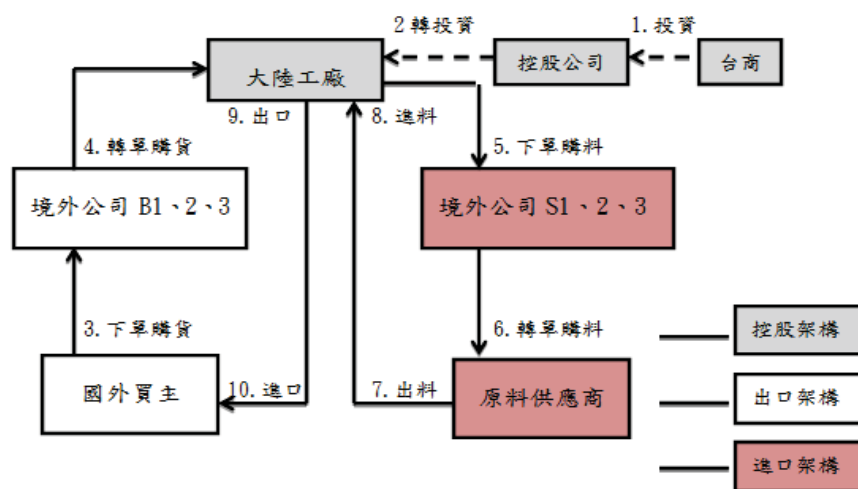 2 轉投資
1. 投資
大陸工廠
控股公司
台商
9. 出口
8. 進料
4. 轉單購貨
5. 下單購料
境外公司 B1、2、3
境外公司 S1、2、3
3. 下單購貨
6. 轉單購料
控股架構
國外買主
10. 進口
7. 出料
原料供應商
出口架構
進口架構